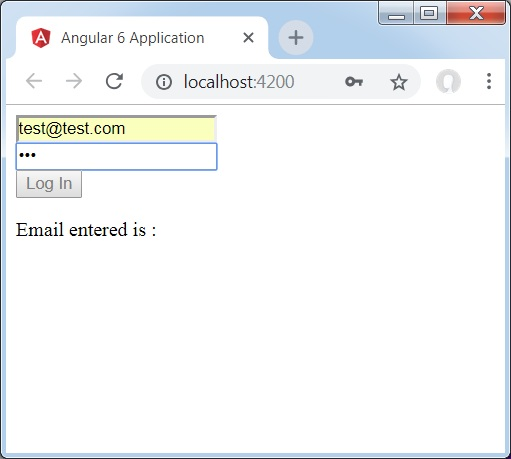 Angular 6 Application
localhost:4200
test@test.com
•••
Log In
Email entered is :